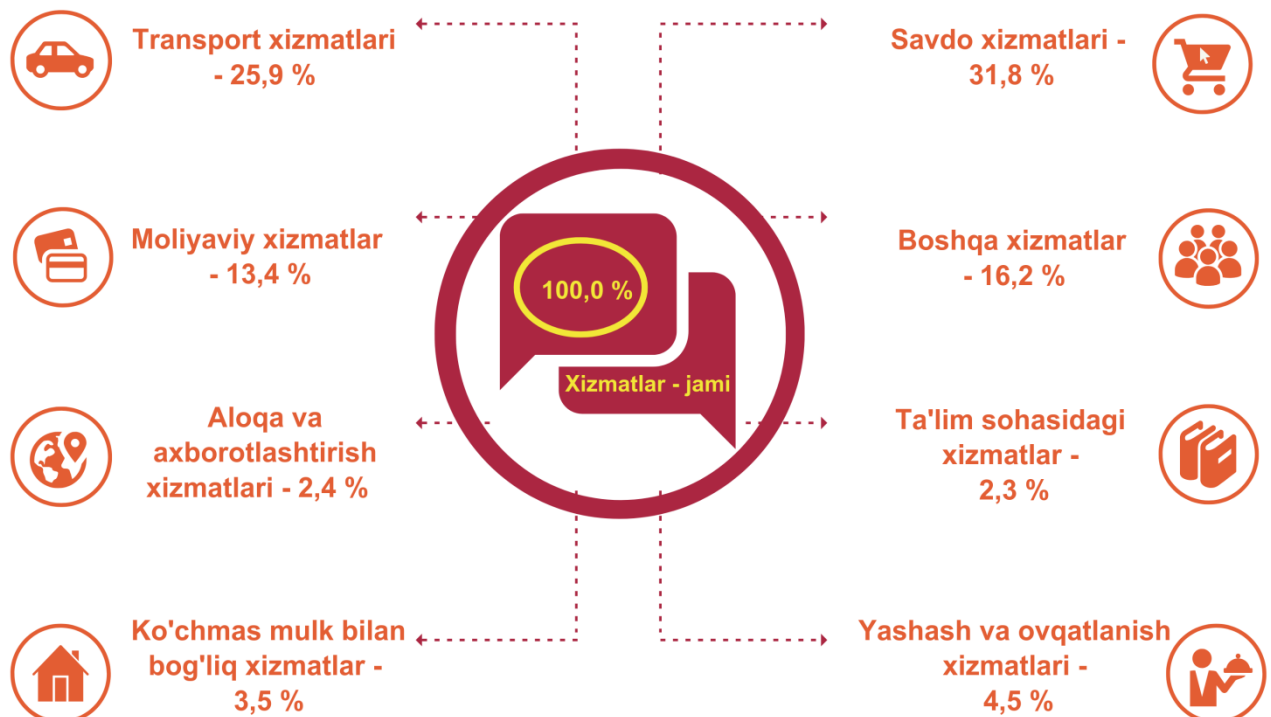 Transport xizmatlari
- 25,9 %
Savdo xizmatlari -
31,8 %
Moliyaviy xizmatlar
- 13,4 %
100,0 %
Xizmatlar - jami
Boshqa xizmatlar
- 16,2 %
Aloqa va
axborotlashtirish
xizmatlari - 2,4 %
Ta'lim sohasidagi
xizmatlar -
2,3 %
Ko'chmas mulk bilan
bog'liq xizmatlar -
3,5 %
Yashash va ovqatlanish
xizmatlari -
4,5 %